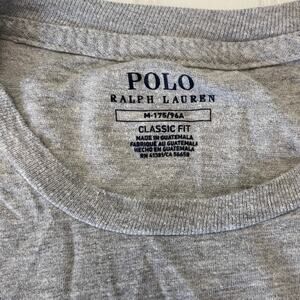 POLO
RALPH LAUREN
M-175/96A
CLASSIC FIT
MADE IN GUATEMALA
FABRIQUÉ AU GUATEMALA
HECHO EN GUATEMALA
RN 41381/CA 56658